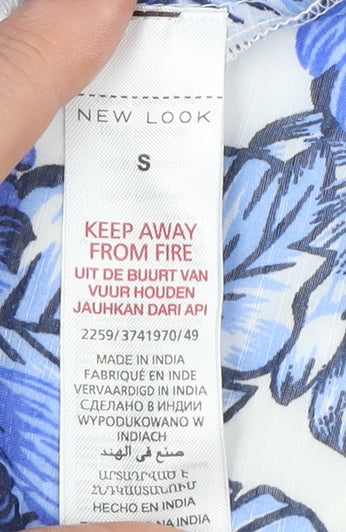 NEW LOOK
S
KEEP AWAY
FROM FIRE
UIT DE BUURT VAN
VUUR HOUDEN
JAUHKAN DARI API
2259/3741970/49
MADE IN INDIA
FABRIQUÉ EN INDE
VERVAARDIGD IN INDIA
СДЕЛАНО В ИНДИИ
WYPODUKOWANO W
INDIACH
صنع في الهند
ԱՐՏԱԴՐՎԱԾ Է
ՀՆԴԿԱՍՏԱՆՈՒՄ
HECHO EN INDIA
INDIA